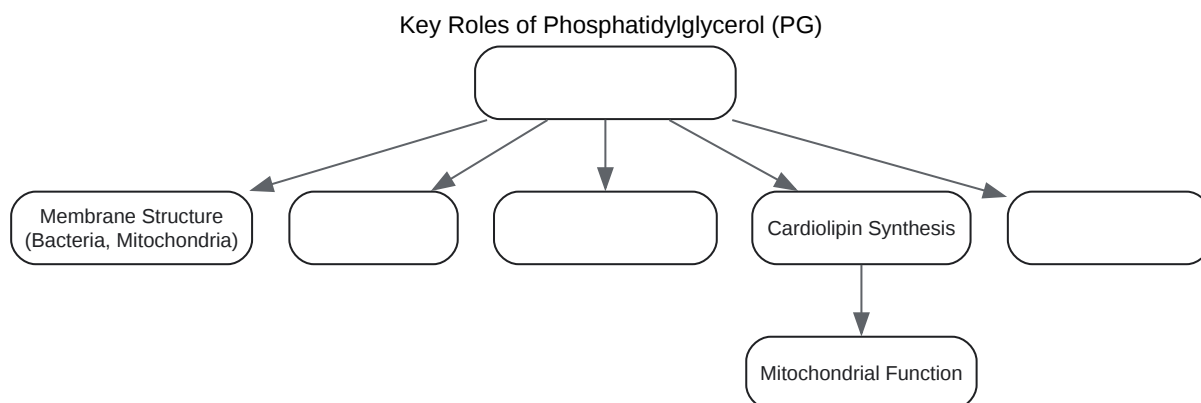 Key Roles of Phosphatidylglycerol (PG)
Membrane Structure
(Bacteria, Mitochondria)
Cardiolipin Synthesis
Mitochondrial Function